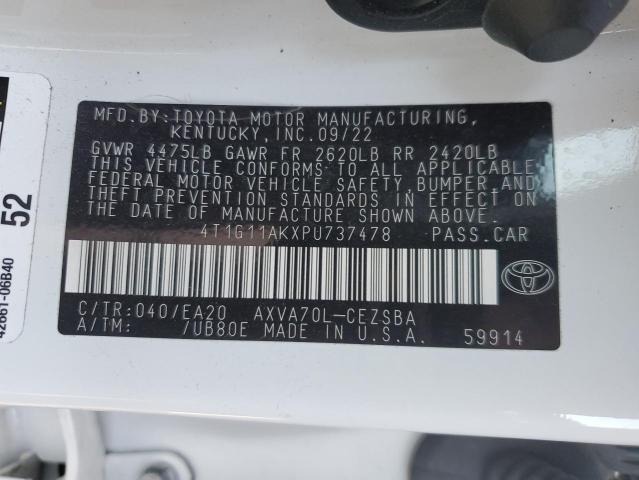 MFD.BY:TOYOTA MOTOR MANUFACTURING,
KENTUCKY,INC.09/22
GVWR 4475LB GAWR FR 2620LB RR 2420LB
THIS VEHICLE CONFORMS TO ALL APPLICABLE
FEDERAL MOTOR VEHICLE SAFETY,BUMPER,AND
THEFT PREVENTION STANDARDS IN EFFECT ON
THE DATE OF MANUFACTURE SHOWN ABOVE.
4T1G11AKXPU737478 PASS.CAR
C/TR:040/EA20 AXVA70L-CEZSBA
A/TM: /UB80E MADE IN U.S.A.
59914
52
42661-06B40